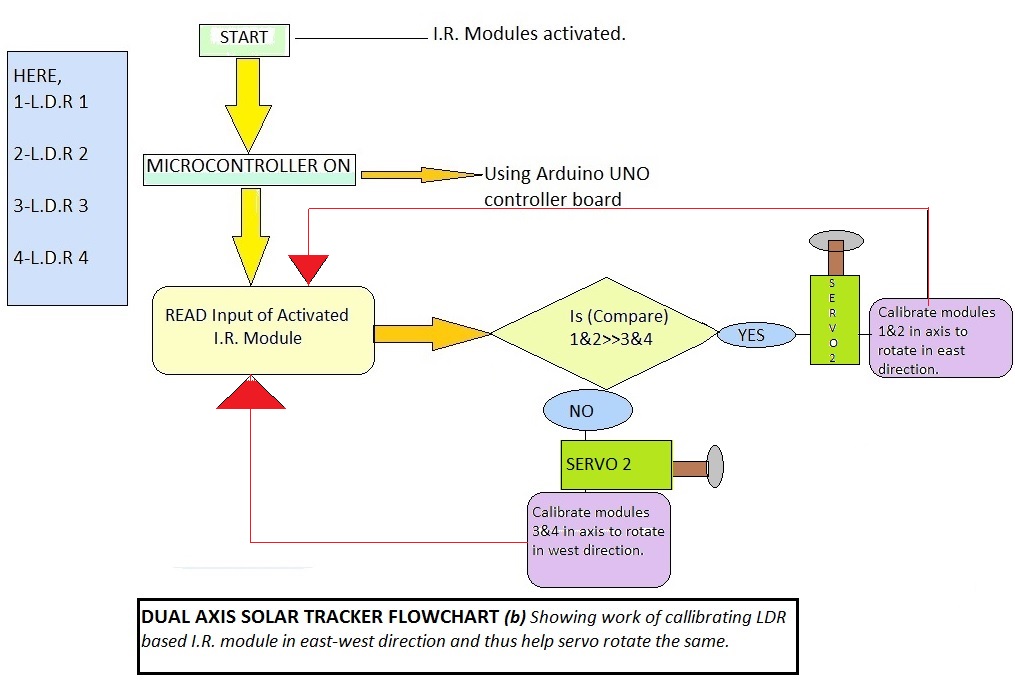 START
I.R. Modules activated.
HERE,
1-L.D.R 1
2-L.D.R 2
3-L.D.R 3
4-L.D.R 4
MICROCONTROLLER ON
Using Arduino UNO
controller board
READ Input of Activated
I.R. Module
Is (Compare)
1&2>>3&4
YES
SERVO2
Calibrate modules
1&2 in axis to
rotate in east
direction.
NO
SERVO 2
Calibrate modules
3&4 in axis to rotate
in west direction.
DUAL AXIS SOLAR TRACKER FLOWCHART (b) Showing work of callibrating LDR
based I.R. module in east-west direction and thus help servo rotate the same.